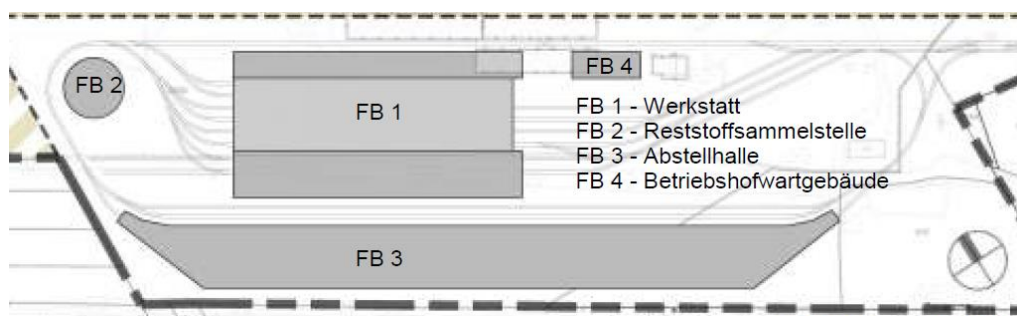 FB 4
FB 2
FB 1
FB 1 - Werkstatt
FB 2 - Reststoffsammelstelle
FB 3 - Abstellhalle
FB 4 - Betriebshofwartgebäude
FB 3